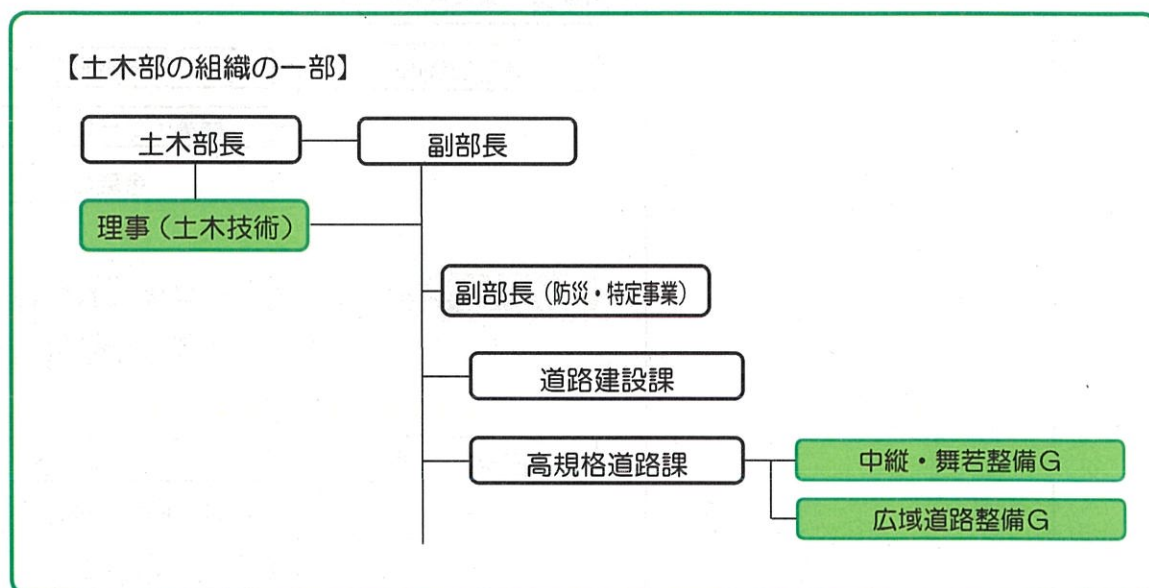 【土木部の組織の一部】
土木部長
副部長
理事（土木技術）
副部長（防災・特定事業）
道路建設課
高規格道路課
中縦・舞若整備G
広域道路整備G